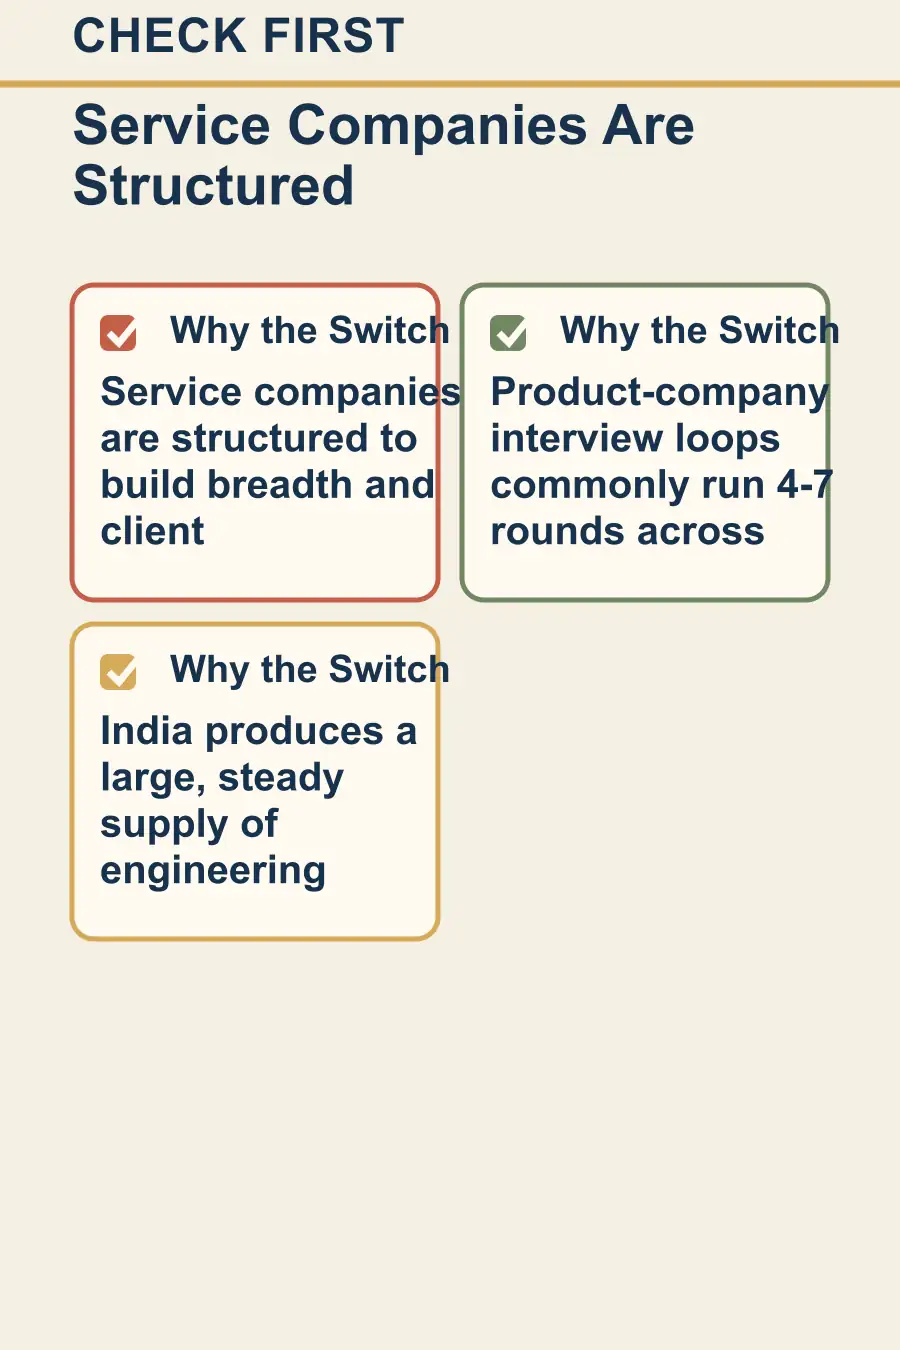 CHECK FIRST
Service Companies Are
Structured
Why the Switch
Service companies
are structured to
build breadth and
client
Why the Switch
Product-company
interview loops
commonly run 4-7
rounds across
Why the Switch
India produces a
large, steady
supply of
engineering